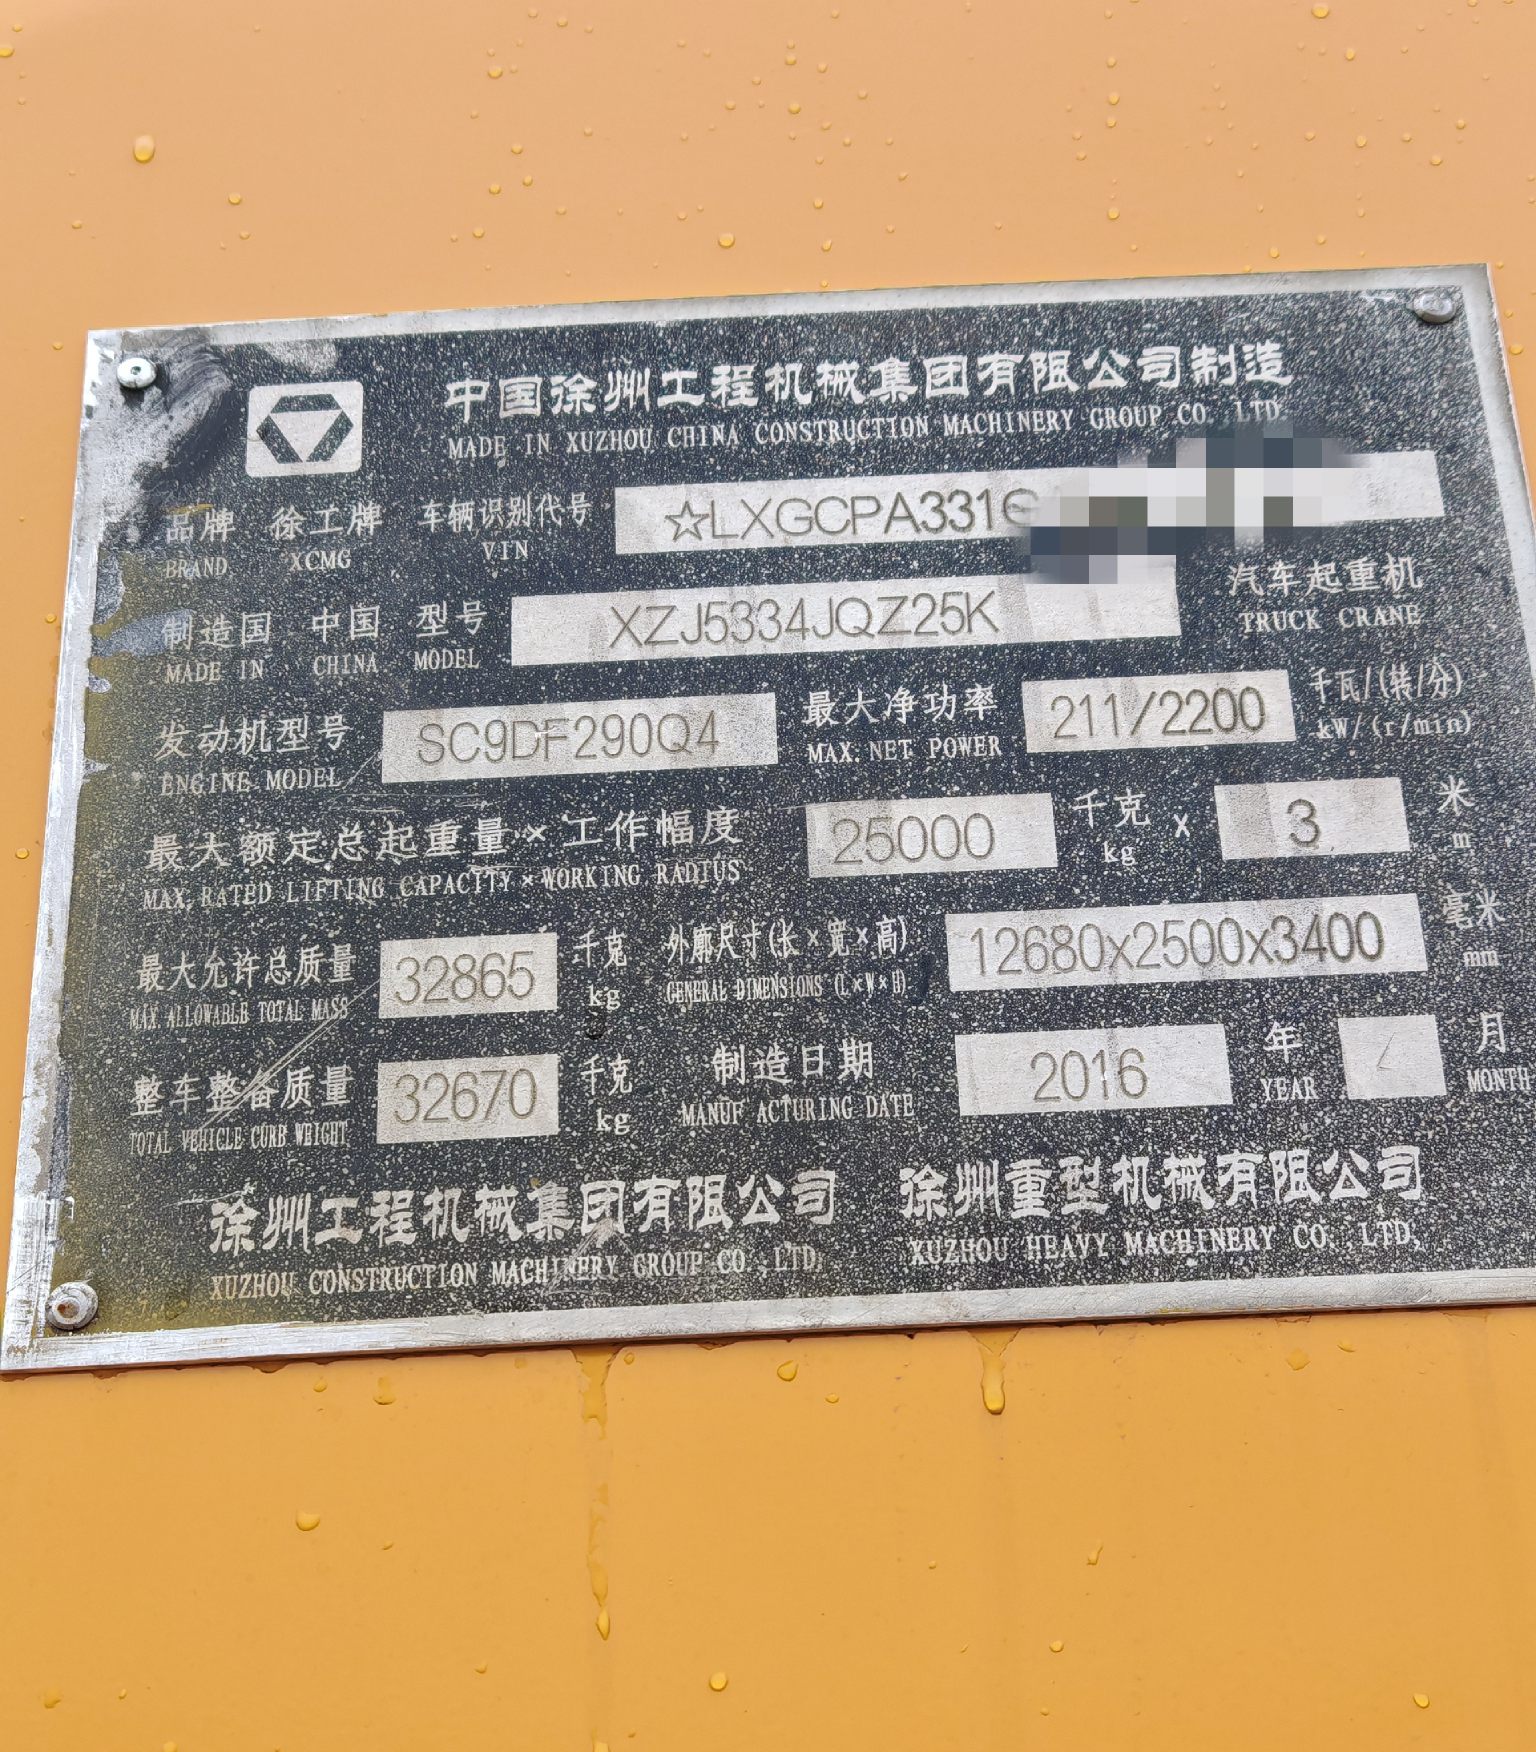 中国徐州工程机械集团有限公司制造
MADE IN XUZHOU CHINA CONSTRUCTION MACHINERY GROUP CO.,LTD
品牌 徐工牌 车辆识别代号 ☆LXGCPA331G
BRAND XCMG VIN
制造国 中国 型号 XZJ5334JQZ25K 汽车起重机
MADE IN CHINA MODEL TRUCK CRANE
发动机型号 SC9DF290Q4 最大净功率 211/2200 千瓦/(转/分)
ENGINE MODEL MAX. NET POWER kW/(r/min)
最大额定总起重量×工作幅度 25000 千克 x 3 米
MAX. RATED LIFTING CAPACITY×WORKING RADIUS kg m
最大允许总质量 32865 千克 外廓尺寸(长×宽×高) 12680x2500x3400 毫米
MAX. ALLOWABLE TOTAL MASS kg GENERAL DIMENSIONS (L×W×H) mm
整车整备质量 32670 千克 制造日期 2016 年 月
TOTAL VEHICLE CURB WEIGHT kg MANUF ACTURING DATE YEAR MONTH
徐州工程机械集团有限公司 徐州重型机械有限公司
XUZHOU CONSTRUCTION MACHINERY GROUP CO.,LTD. XUZHOU HEAVY MACHINERY CO.,LTD.